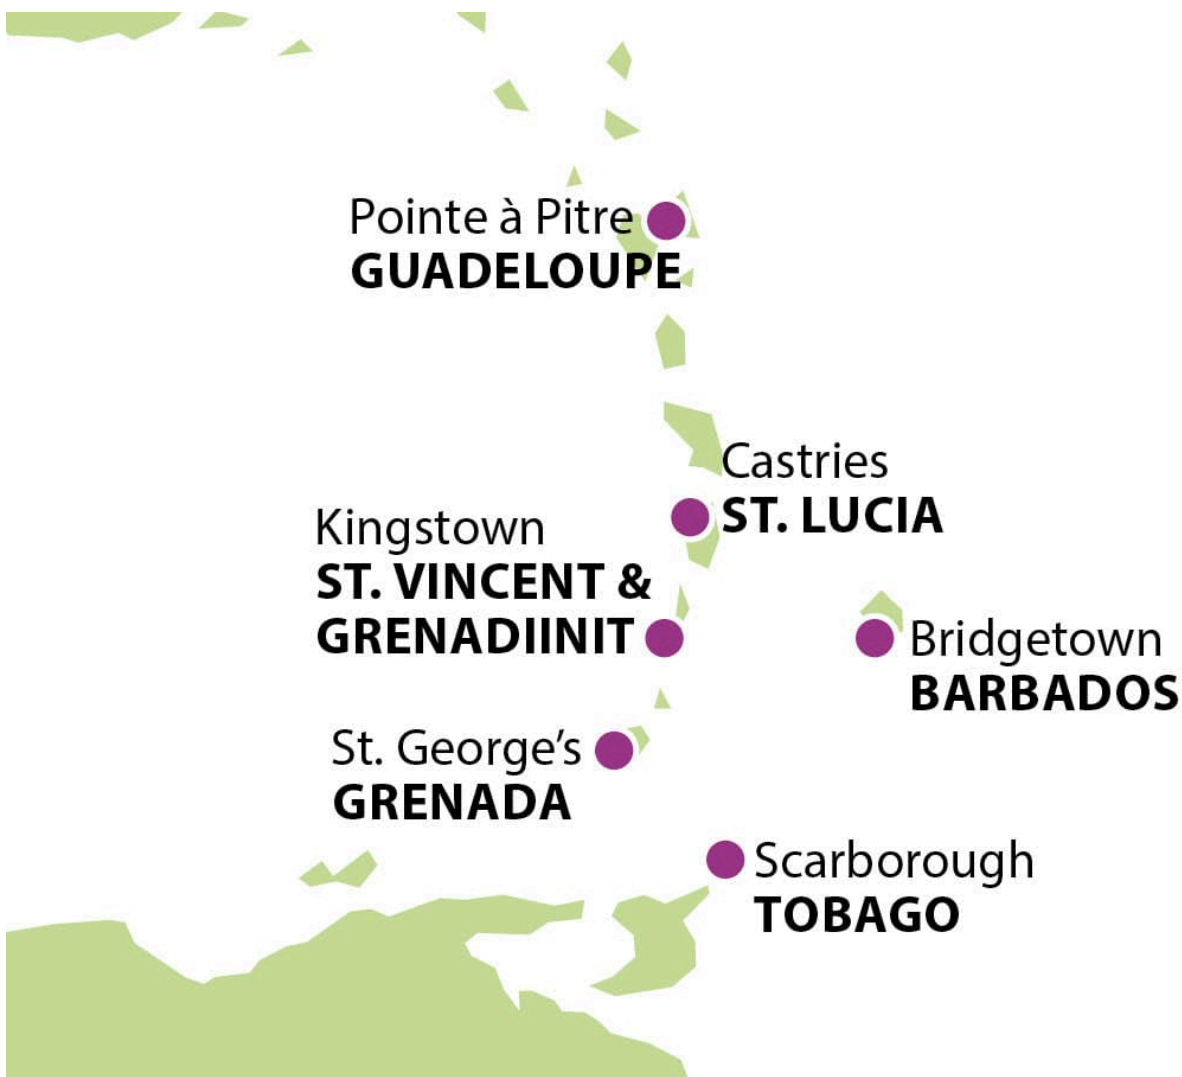 Pointe à Pitre
GUADELOUPE
Castries
ST. LUCIA
Kingstown
ST. VINCENT &
GRENADIINIT
Bridgetown
BARBADOS
St. George’s
GRENADA
Scarborough
TOBAGO